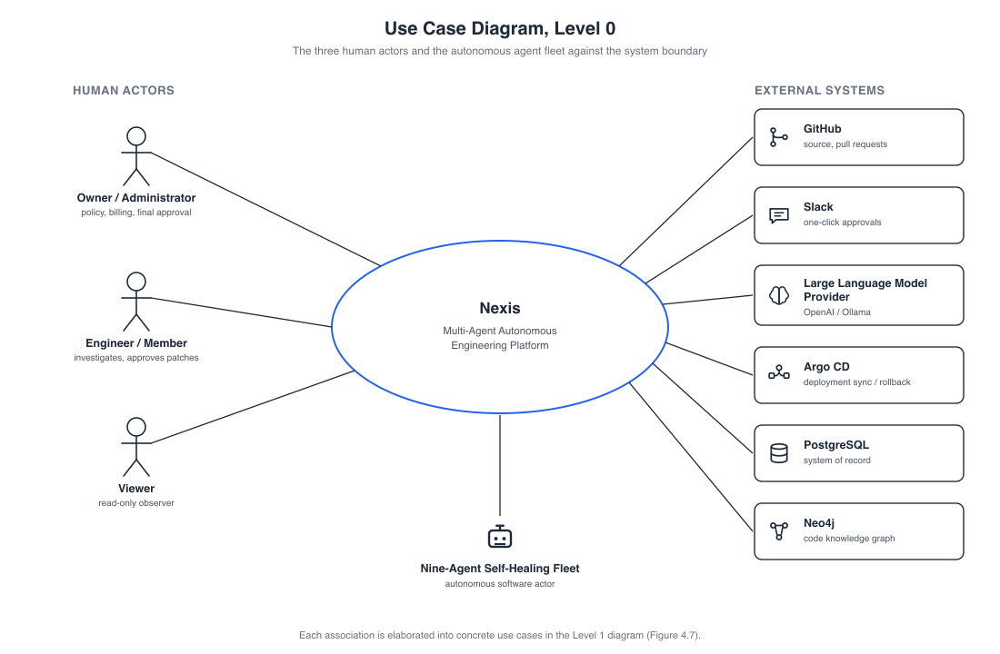 Use Case Diagram, Level 0
The three human actors and the autonomous agent fleet against the system boundary
HUMAN ACTORS
Owner / Administrator
policy, billing, final approval
Engineer / Member
investigates, approves patches
Viewer
read-only observer
Nexis
Multi-Agent Autonomous
Engineering Platform
Nine-Agent Self-Healing Fleet
autonomous software actor
EXTERNAL SYSTEMS
GitHub
source, pull requests
Slack
one-click approvals
Large Language Model
Provider
OpenAI / Ollama
Argo CD
deployment sync / rollback
PostgreSQL
system of record
Neo4j
code knowledge graph
Each association is elaborated into concrete use cases in the Level 1 diagram (Figure 4.7).